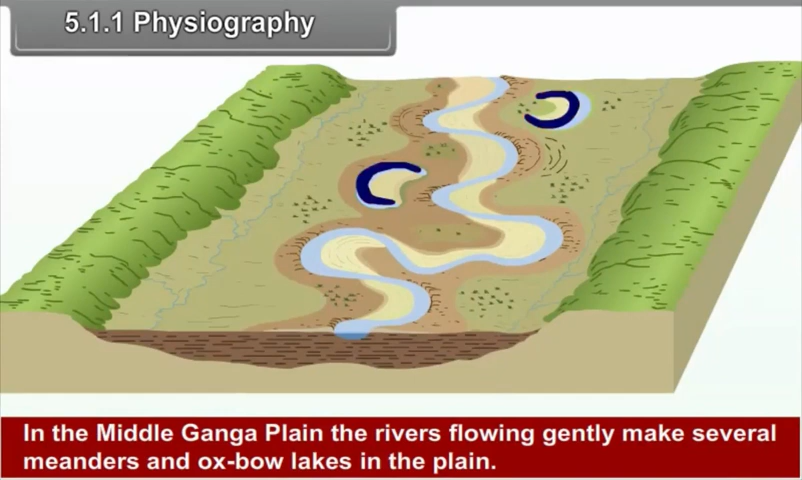 5.1.1 Physiography
In the Middle Ganga Plain the rivers flowing gently make several
meanders and ox-bow lakes in the plain.